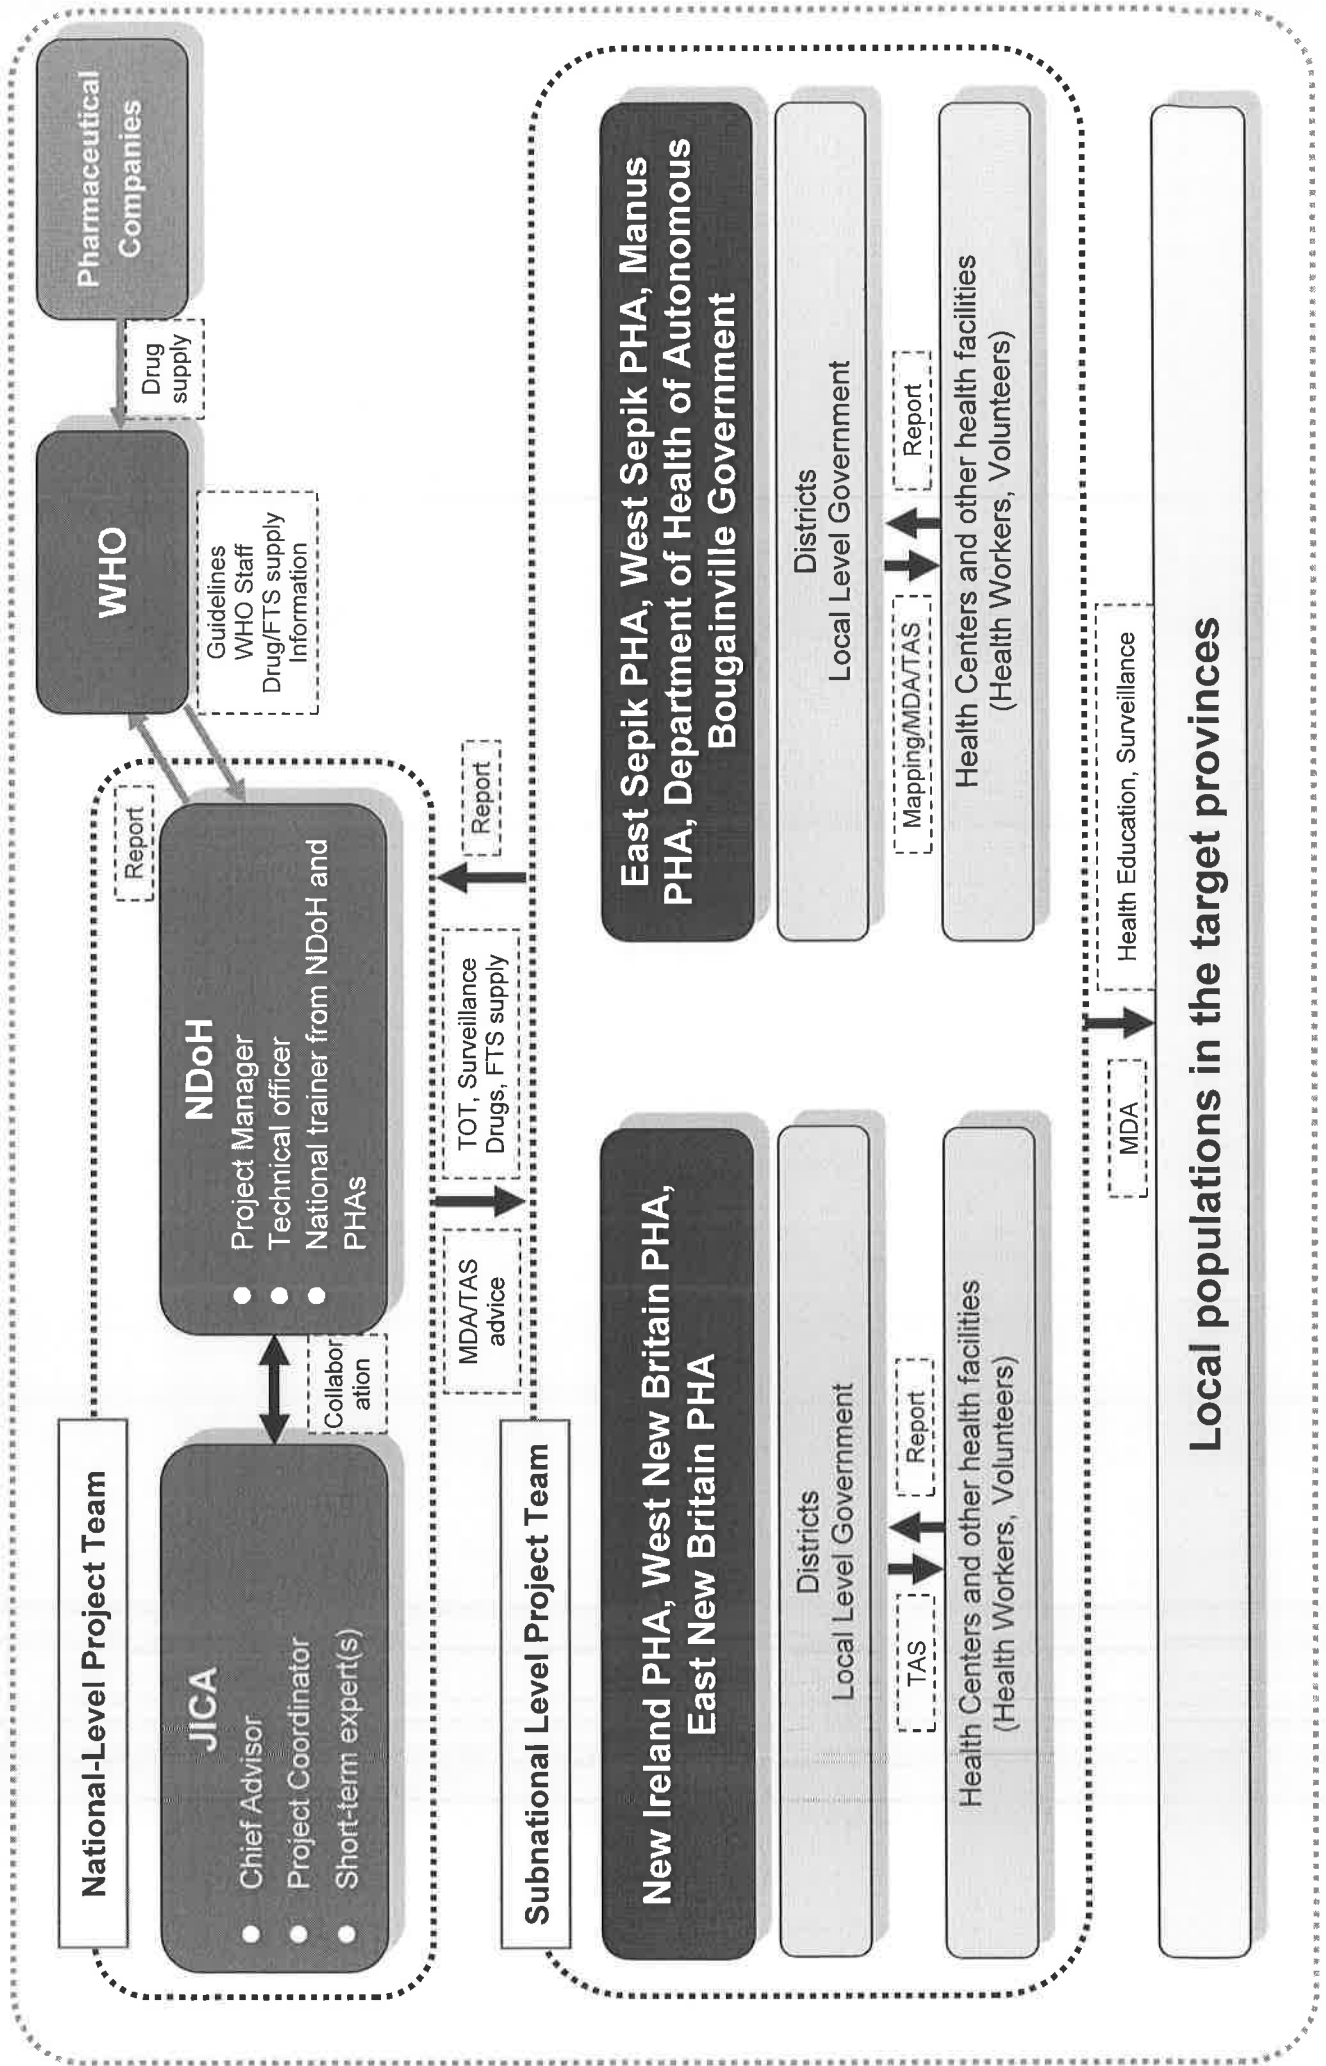 National-Level Project Team
JICA
● Chief Advisor
● Project Coordinator
● Short-term expert(s)
Collabor
ation
NDoH
● Project Manager
● Technical officer
● National trainer from NDoH and
PHAs
Report
WHO
Guidelines
WHO Staff
Drug/FTS supply
Information
Drug
supply
Pharmaceutical
Companies
MDA/TAS
advice
TOT, Surveillance
Drugs, FTS supply
Report
Subnational Level Project Team
New Ireland PHA, West New Britain PHA,
East New Britain PHA
Districts
Local Level Government
TAS
Report
Health Centers and other health facilities
(Health Workers, Volunteers)
East Sepik PHA, West Sepik PHA, Manus
PHA, Department of Health of Autonomous
Bougainville Government
Districts
Local Level Government
Mapping/MDA/TAS
Report
Health Centers and other health facilities
(Health Workers, Volunteers)
MDA
Health Education, Surveillance
Local populations in the target provinces